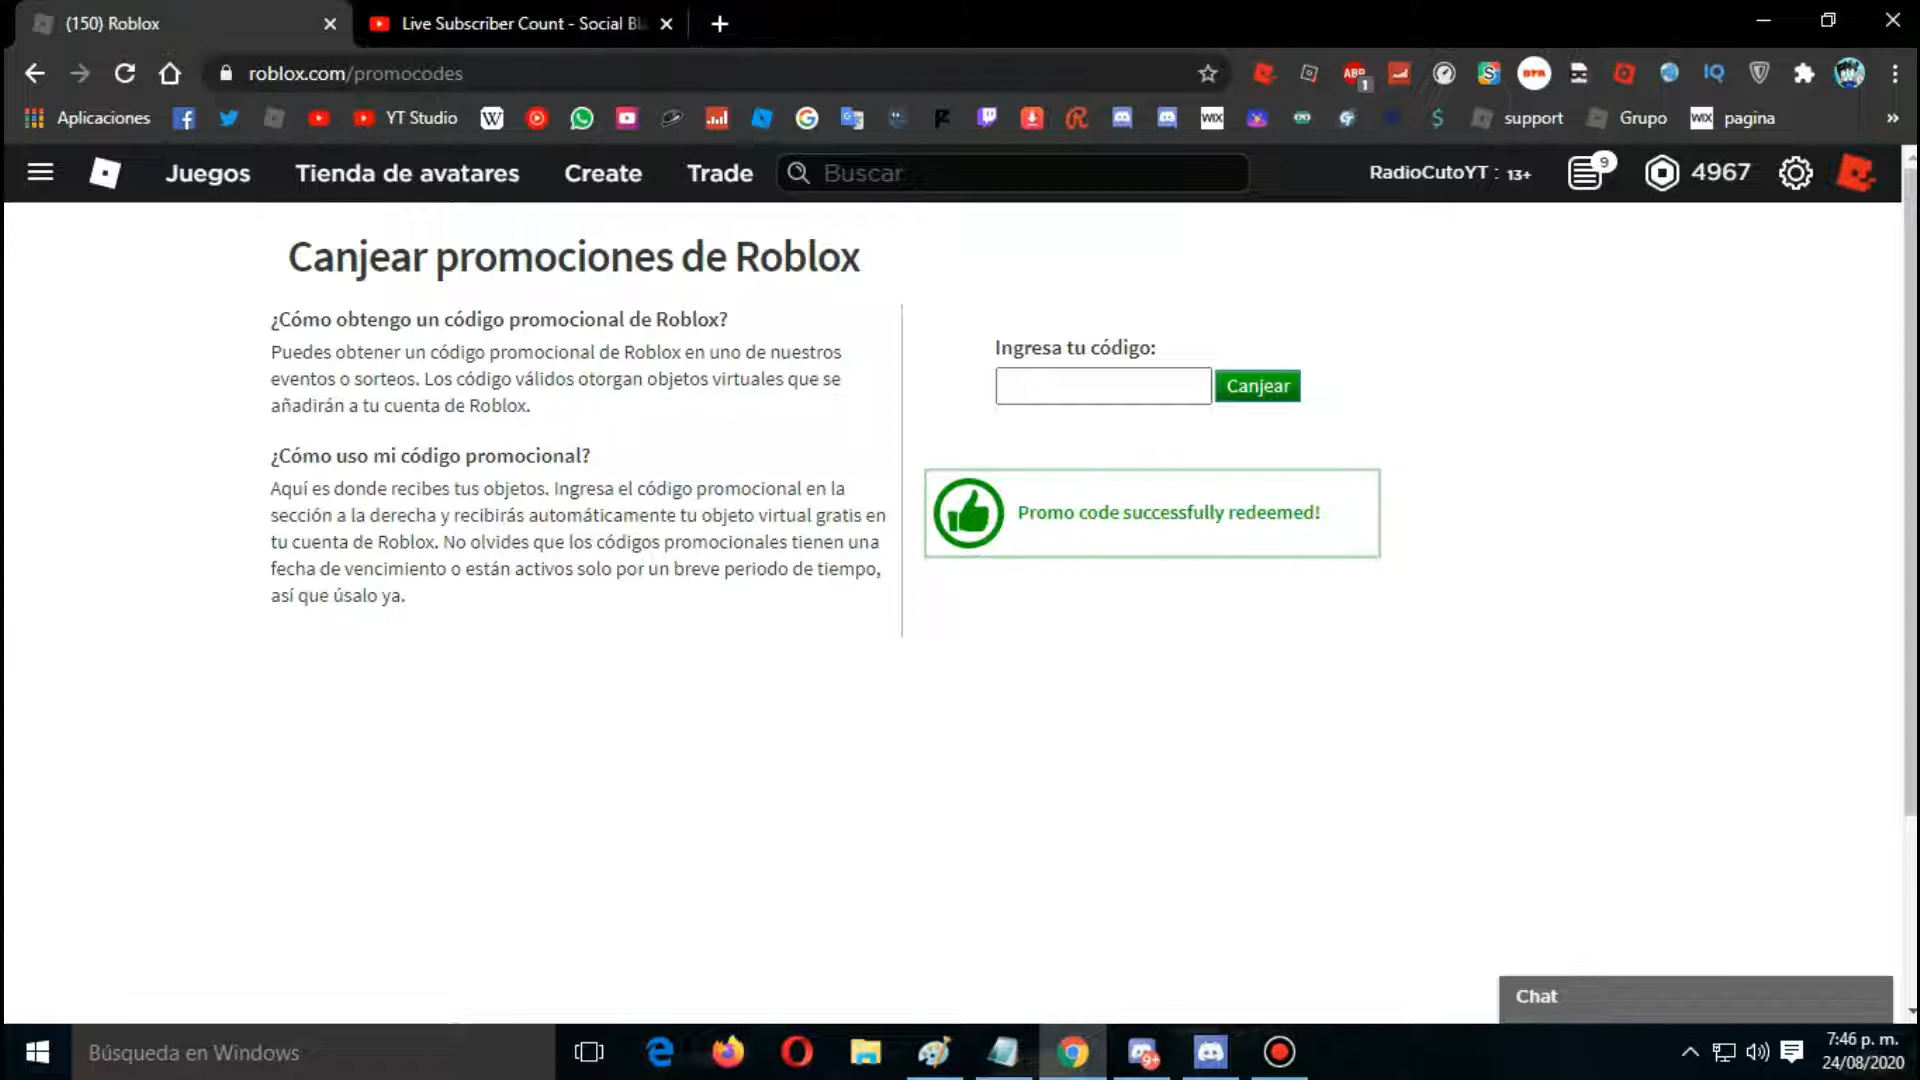 (150) Roblox
Live Subscriber Count - Social Bl
roblox.com/promocodes
ABP
1
IQ
Aplicaciones
YT Studio
W
WIX
support
Grupo
WIX
pagina
»
Juegos
Tienda de avatares
Create
Trade
Buscar
RadioCutoYT : 13+
9
4967
Canjear promociones de Roblox
¿Cómo obtengo un código promocional de Roblox?
Puedes obtener un código promocional de Roblox en uno de nuestros
eventos o sorteos. Los código válidos otorgan objetos virtuales que se
añadirán a tu cuenta de Roblox.
¿Cómo uso mi código promocional?
Aquí es donde recibes tus objetos. Ingresa el código promocional en la
sección a la derecha y recibirás automáticamente tu objeto virtual gratis en
tu cuenta de Roblox. No olvides que los códigos promocionales tienen una
fecha de vencimiento o están activos solo por un breve periodo de tiempo,
así que úsalo ya.
Ingresa tu código:
Canjear
Promo code successfully redeemed!
Chat
Búsqueda en Windows
9+
7:46 p. m.
24/08/2020